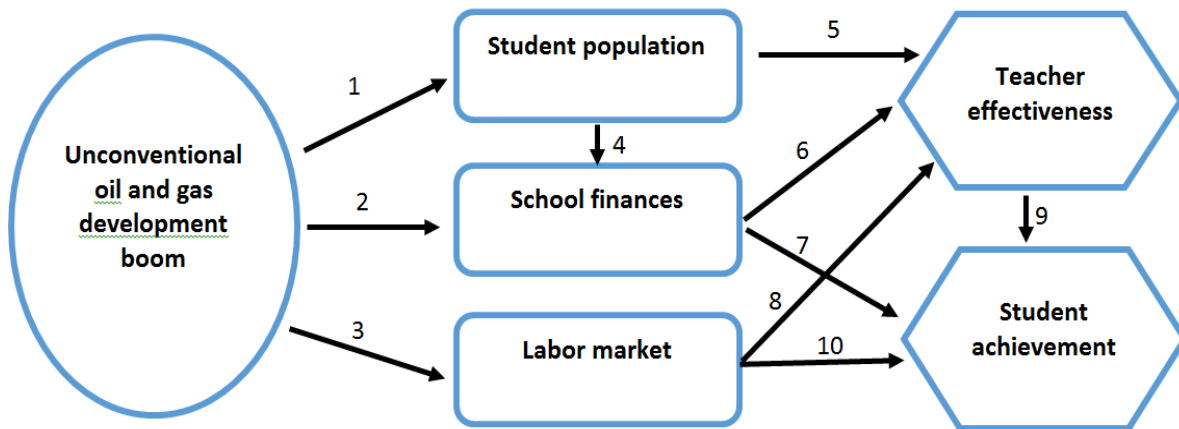 Unconventional
oil and gas
development
boom
1
2
3
Student population
4
School finances
Labor market
5
6
7
8
10
Teacher
effectiveness
9
Student
achievement